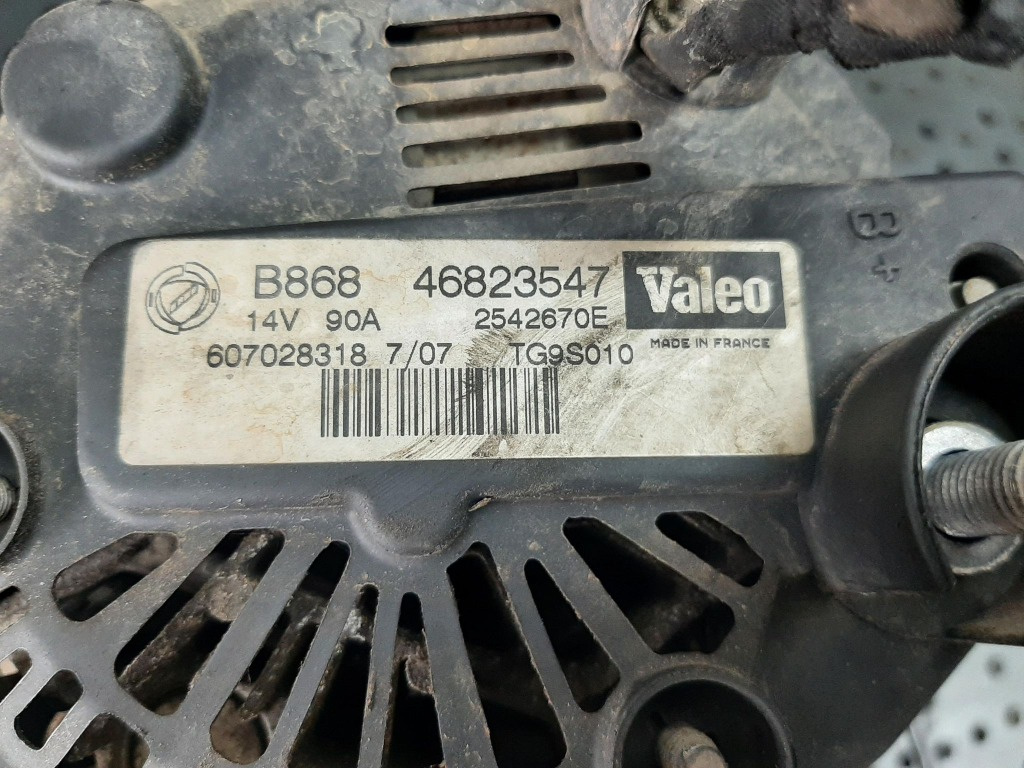 B868 46823547 Valeo
14V 90A 2542670E
MADE IN FRANCE
607028318 7/07 TG9S010
B+